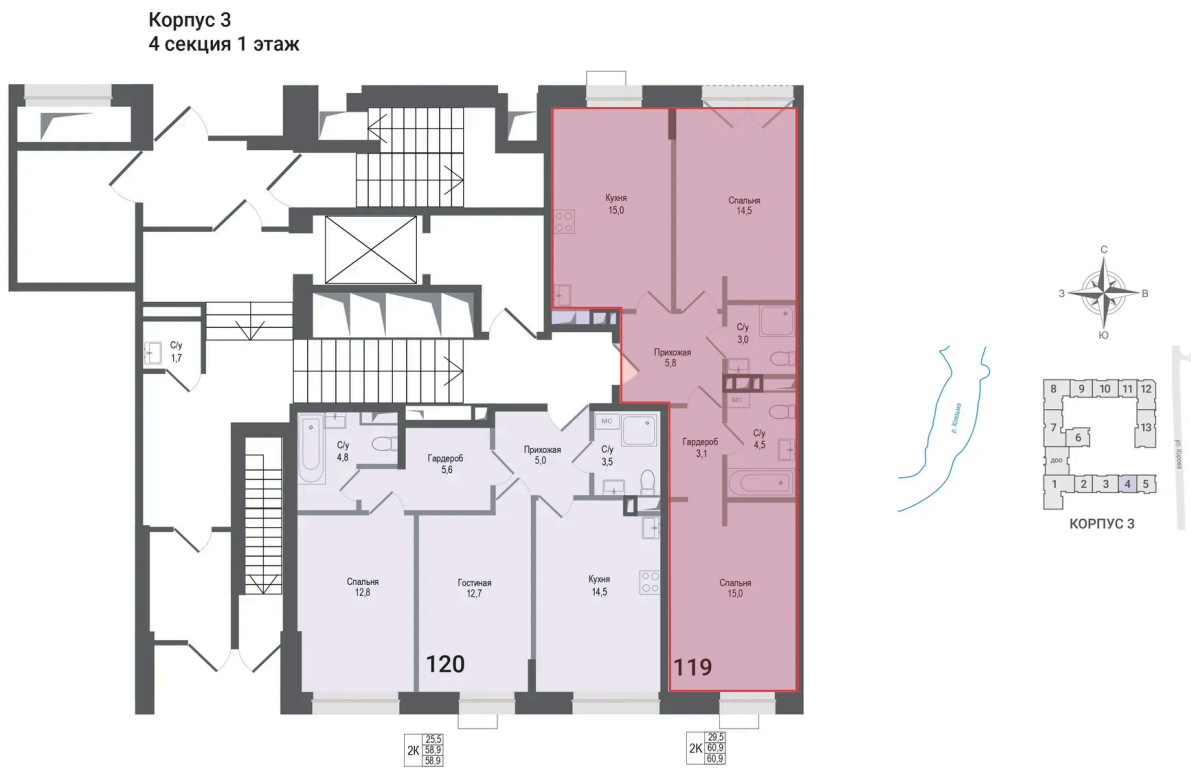 Корпус 3
4 секция 1 этаж
Кухня
15,0
Спальня
14,5
С/у
3,0
Прихожая
5,8
С/у
1,7
МС
С/у
4,5
Гардероб
3,1
С/у
4,8
Гардероб
5,6
Прихожая
5,0
МС
С/у
3,5
Спальня
12,8
Гостиная
12,7
Кухня
14,5
Спальня
15,0
120
119
2К
25,5
58,9
58,9
2К
29,5
60,9
60,9
С
З
В
Ю
р. Клязьма
ул. Кирова
8
9
10
11
12
7
6
13
ДОО
1
2
3
4
5
КОРПУС 3